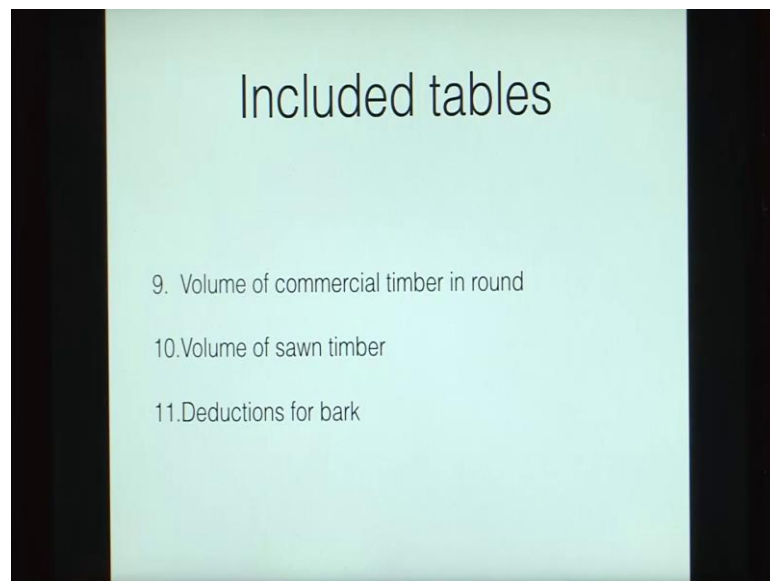 Included tables
9. Volume of commercial timber in round
10.Volume of sawn timber
11.Deductions for bark